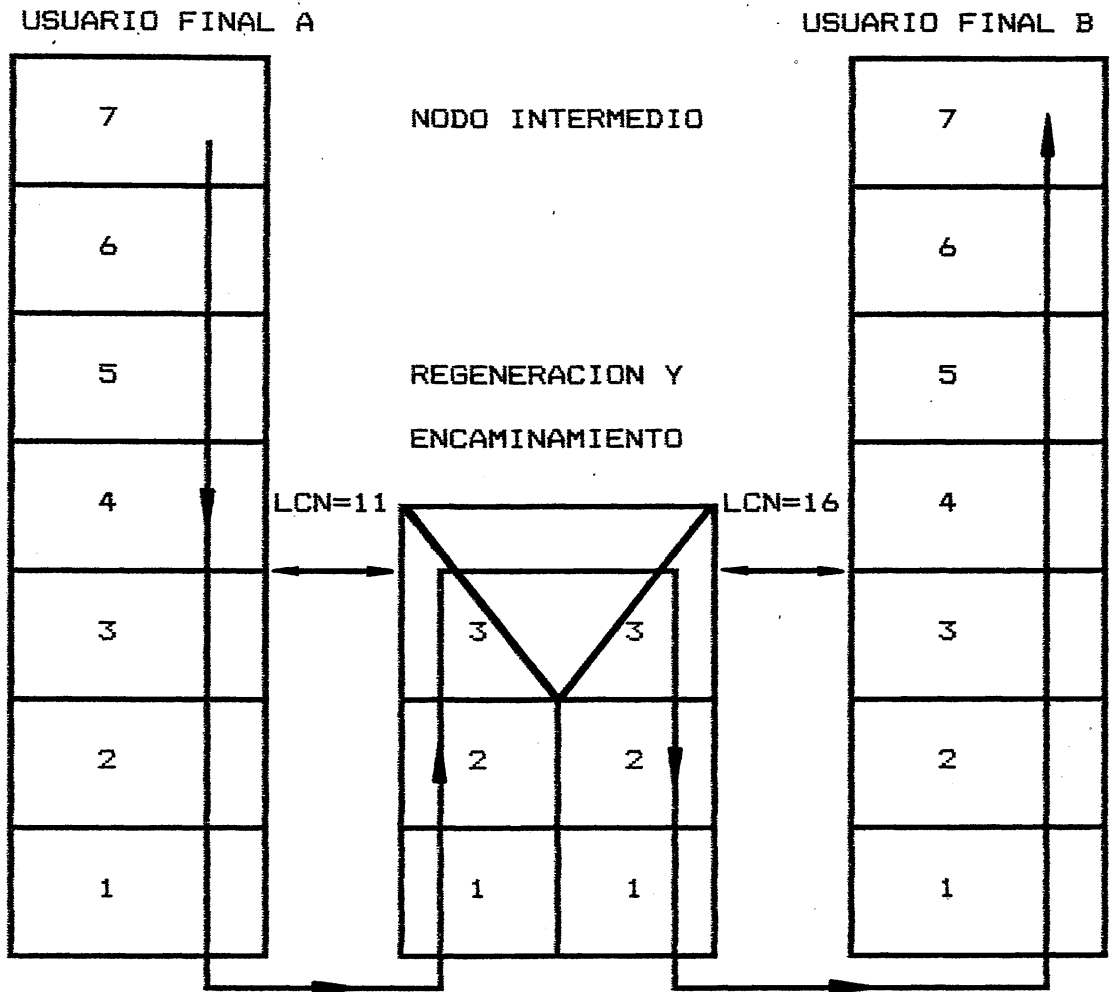 USUARIO FINAL A
USUARIO FINAL B
7
NODO INTERMEDIO
7
6
6
5
REGENERACION Y
5
ENCAMINAMIENTO
4
LCN=11
LCN=16
4
3
3
3
3
2
2
2
2
1
1
1
1